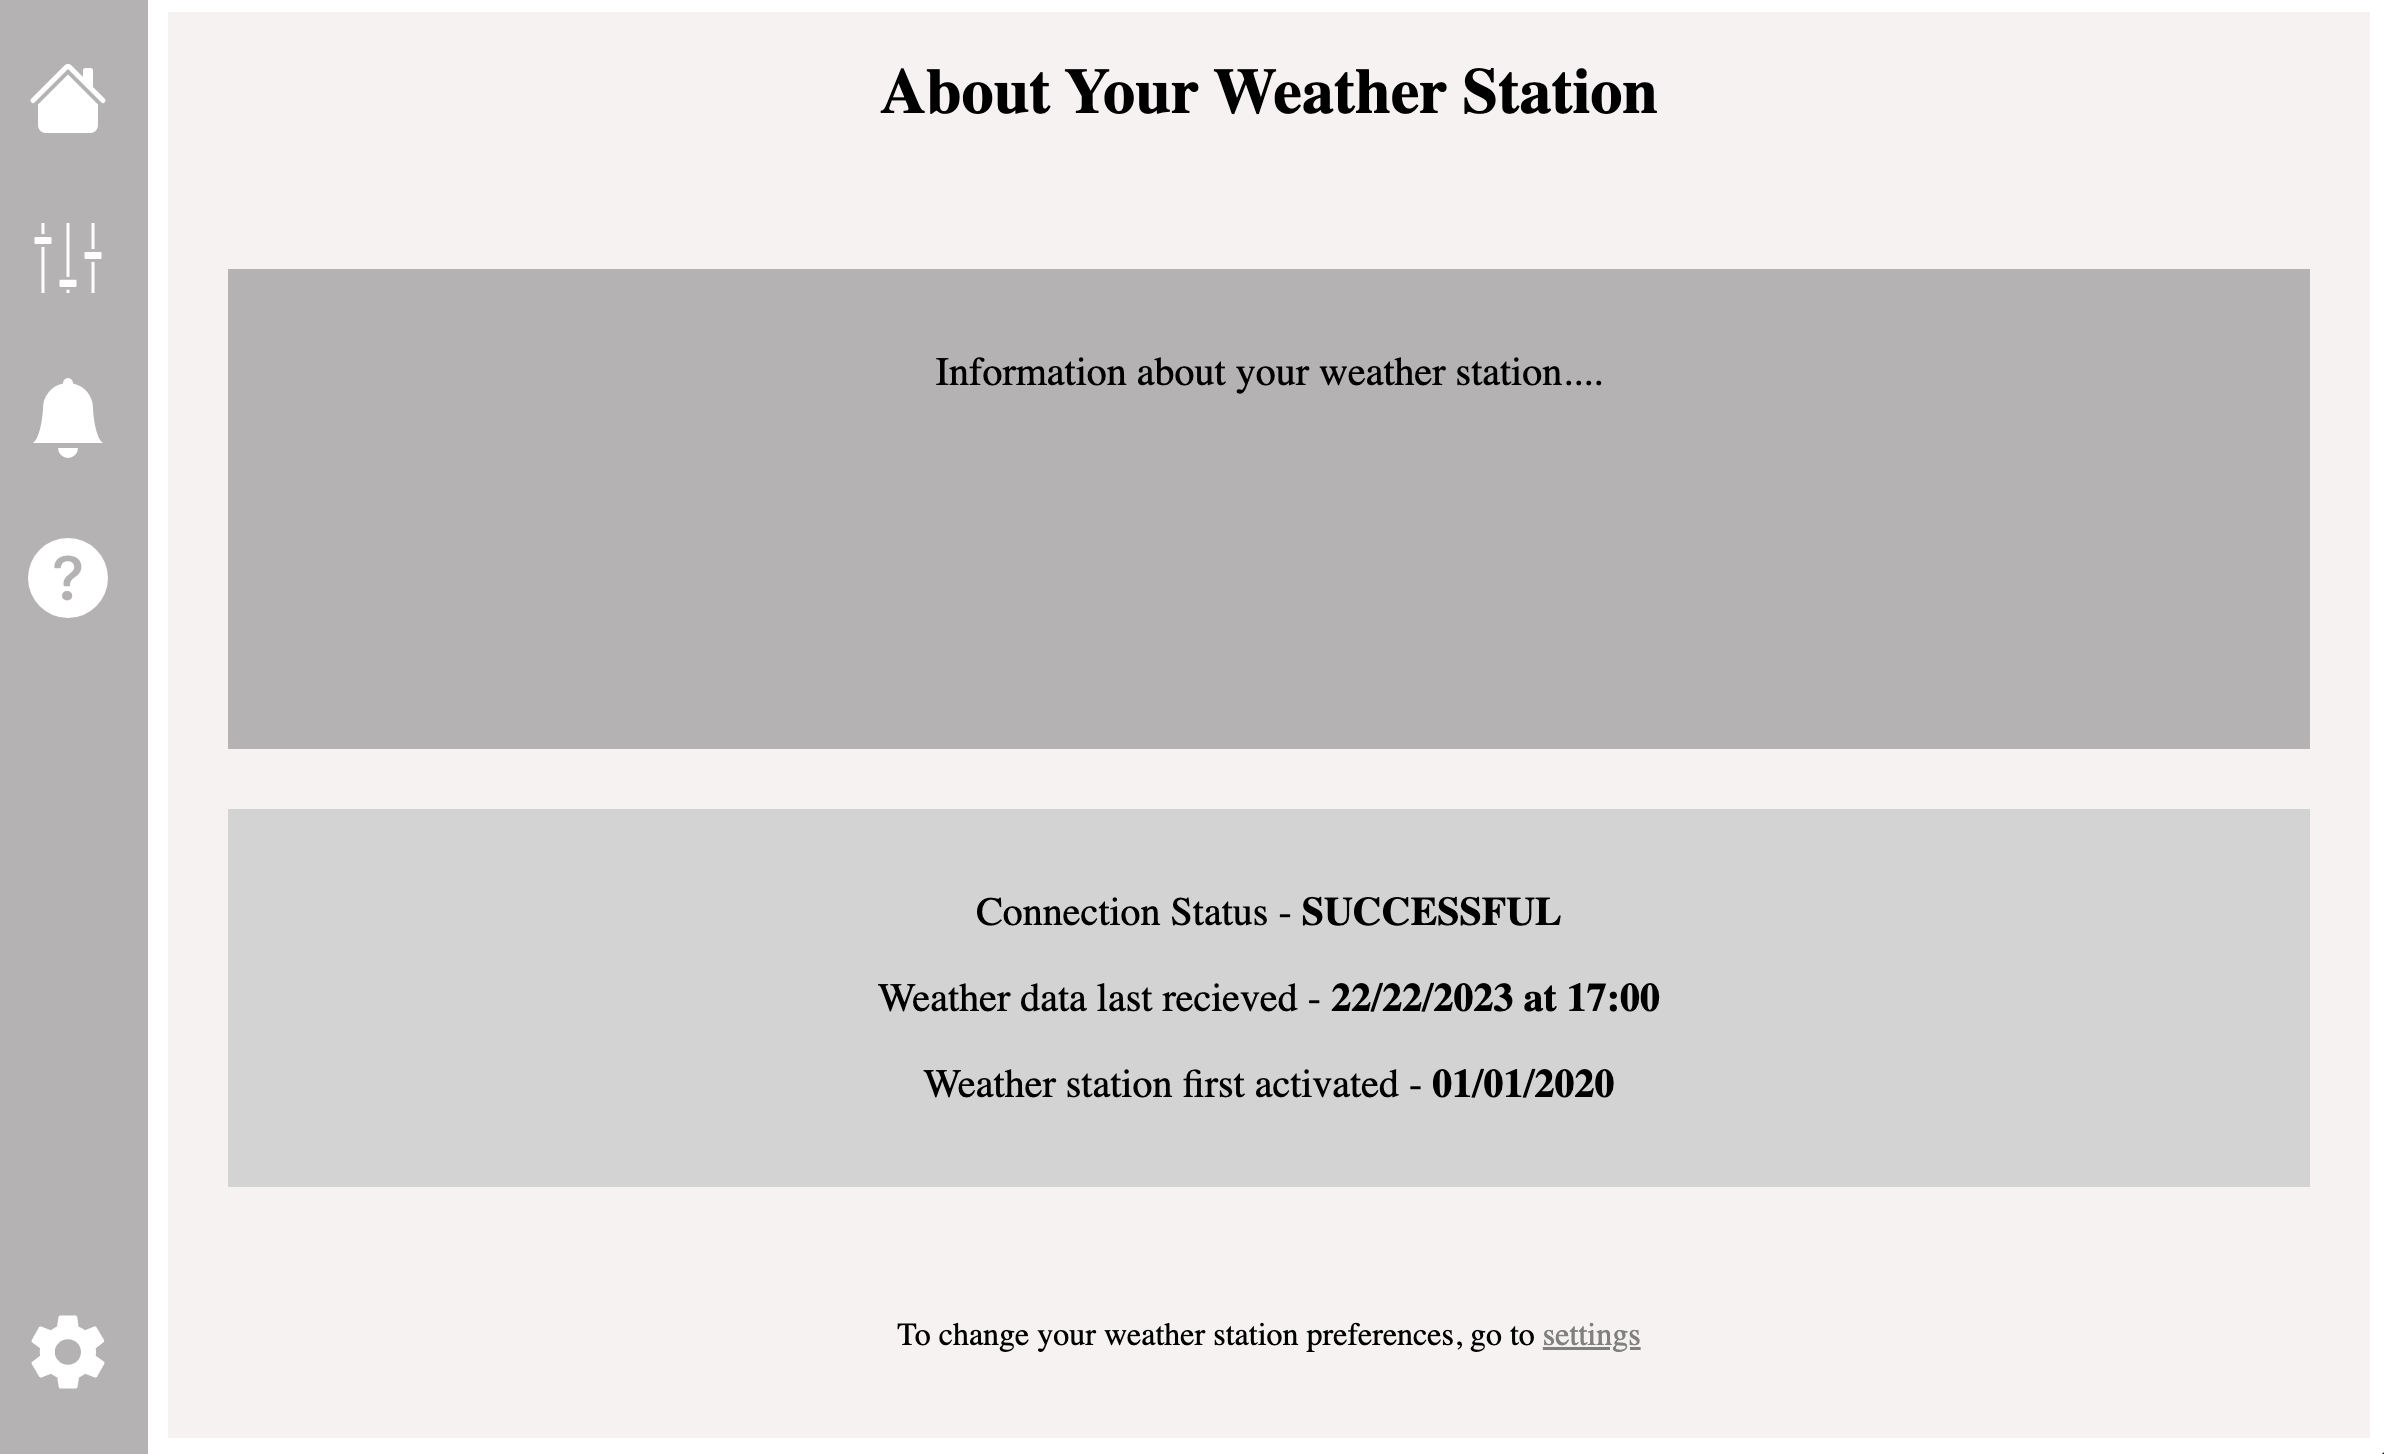 About Your Weather Station
Information about your weather station....
?
Connection Status - SUCCESSFUL
Weather data last recieved - 22/22/2023 at 17:00
Weather station first activated - 01/01/2020
To change your weather station preferences, go to settings